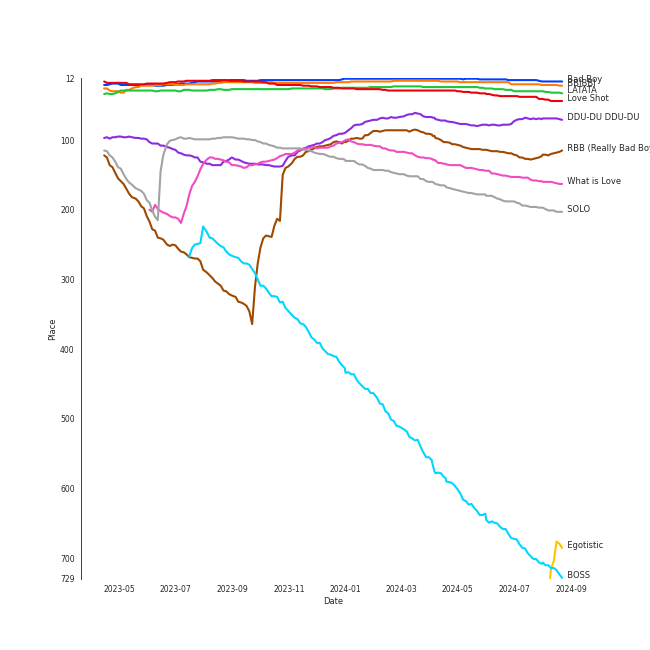 12
100
200
300
400
500
600
700
729
Place
2023-05
2023-07
2023-09
2023-11
2024-01
2024-03
2024-05
2024-07
2024-09
Date
Bad Boy
LATATA
Love Shot
DDU-DU DDU-DU
RBB (Really Bad Boy
What is Love
SOLO
Egotistic
BOSS